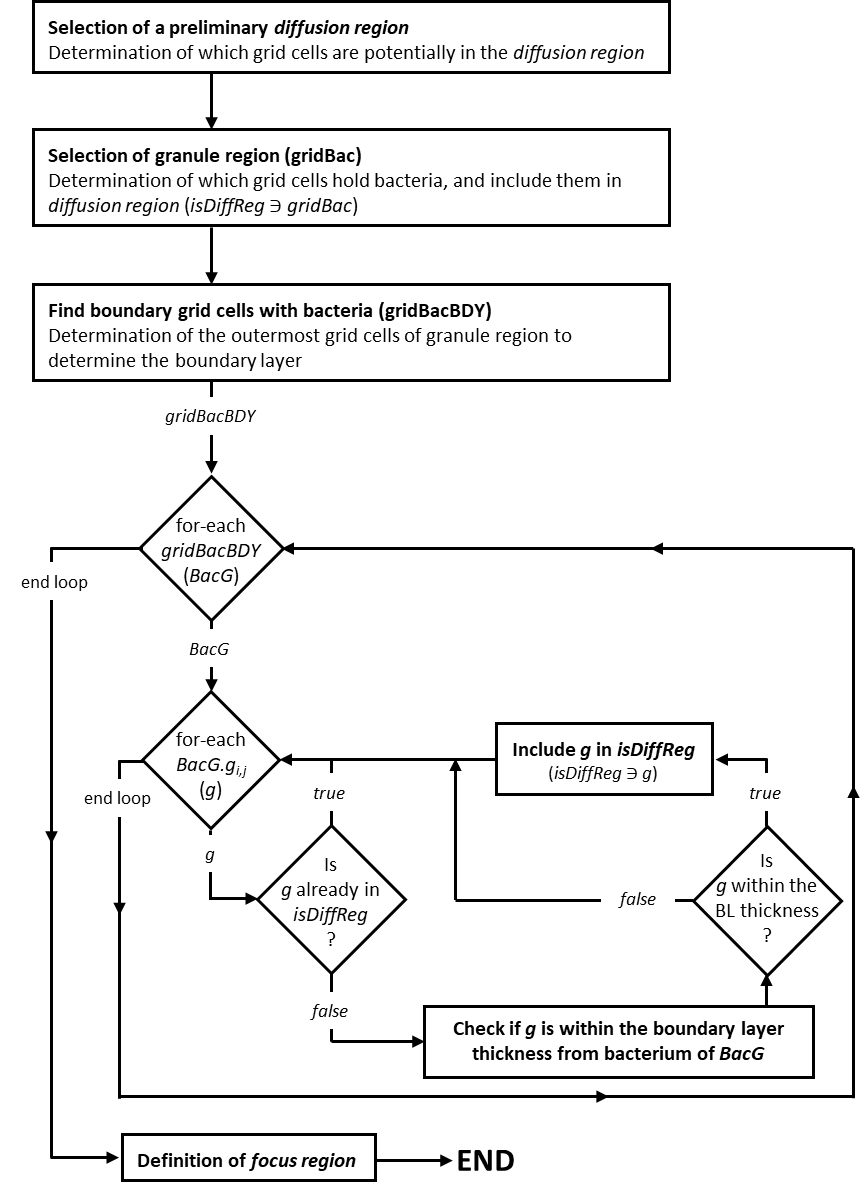 Selection of a preliminary diffusion region
Determination of which grid cells are potentially in the diffusion region
Selection of granule region (gridBac)
Determination of which grid cells hold bacteria, and include them in
diffusion region (isDiffReg ∋ gridBac)
Find boundary grid cells with bacteria (gridBacBDY)
Determination of the outermost grid cells of granule region to
determine the boundary layer
gridBacBDY
for-each
gridBacBDY
(BacG)
end loop
BacG
for-each
BacG.gi,j
(g)
end loop
g
Is
g already in
isDiffReg
?
true
false
Include g in isDiffReg
(isDiffReg ∋ g)
true
Is
g within the
BL thickness
?
false
Check if g is within the boundary layer
thickness from bacterium of BacG
Definition of focus region
END